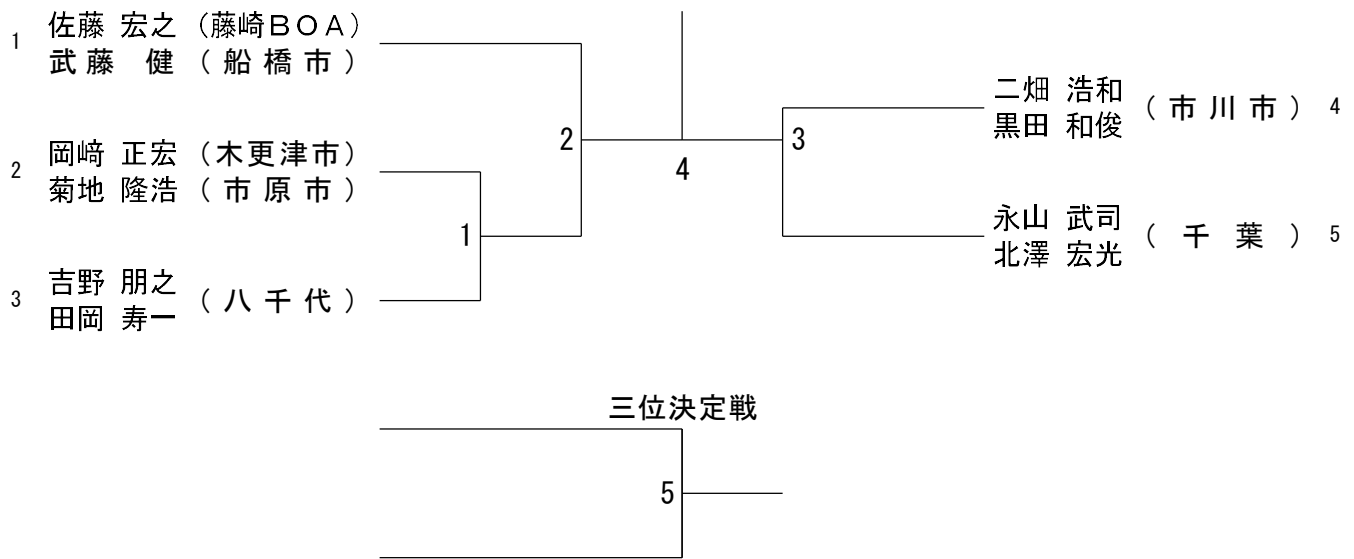 1 佐藤 宏之 (藤崎BOA)
武藤 健 (船橋市)
2 岡﨑 正宏 (木更津市)
菊地 隆浩 (市原市)
3 吉野 朋之
田岡 寿一
(八千代)
1
2
4
3
二畑 浩和
黒田 和俊
(市川市) 4
永山 武司
北澤 宏光
(千葉) 5
三位決定戦
5